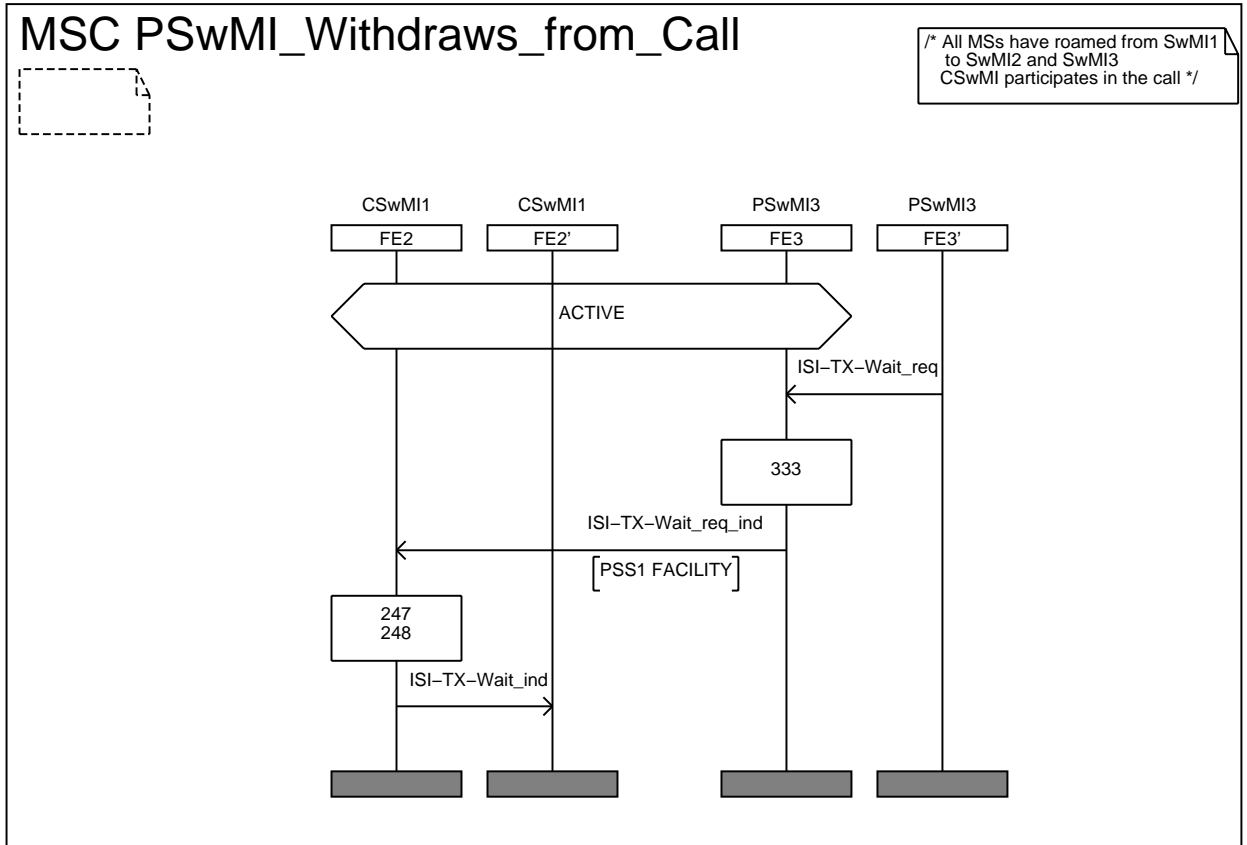 MSC PSwMI_Withdraws_from_Call
/* All MSs have roamed from SwMI1
to SwMI2 and SwMI3
CSwMI participates in the call */
CSwMI1 CSwMI1 PSwMI3 PSwMI3
FE2 FE2' FE3 FE3'
ACTIVE
ISI−TX−Wait_req
333
ISI−TX−Wait_req_ind
PSS1 FACILITY
247
248
ISI−TX−Wait_ind